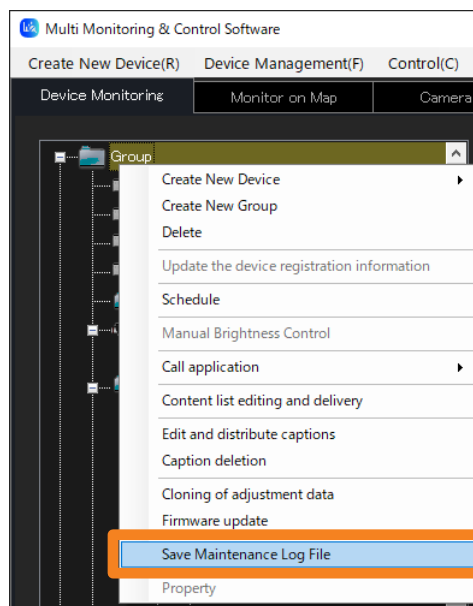 Multi Monitoring & Control Software
Create New Device(R) Device Management(F) Control(C)
Device Monitoring Monitor on Map Camera
Group
Create New Device
Create New Group
Delete
Update the device registration information
Schedule
Manual Brightness Control
Call application
Content list editing and delivery
Edit and distribute captions
Caption deletion
Cloning of adjustment data
Firmware update
Save Maintenance Log File
Property